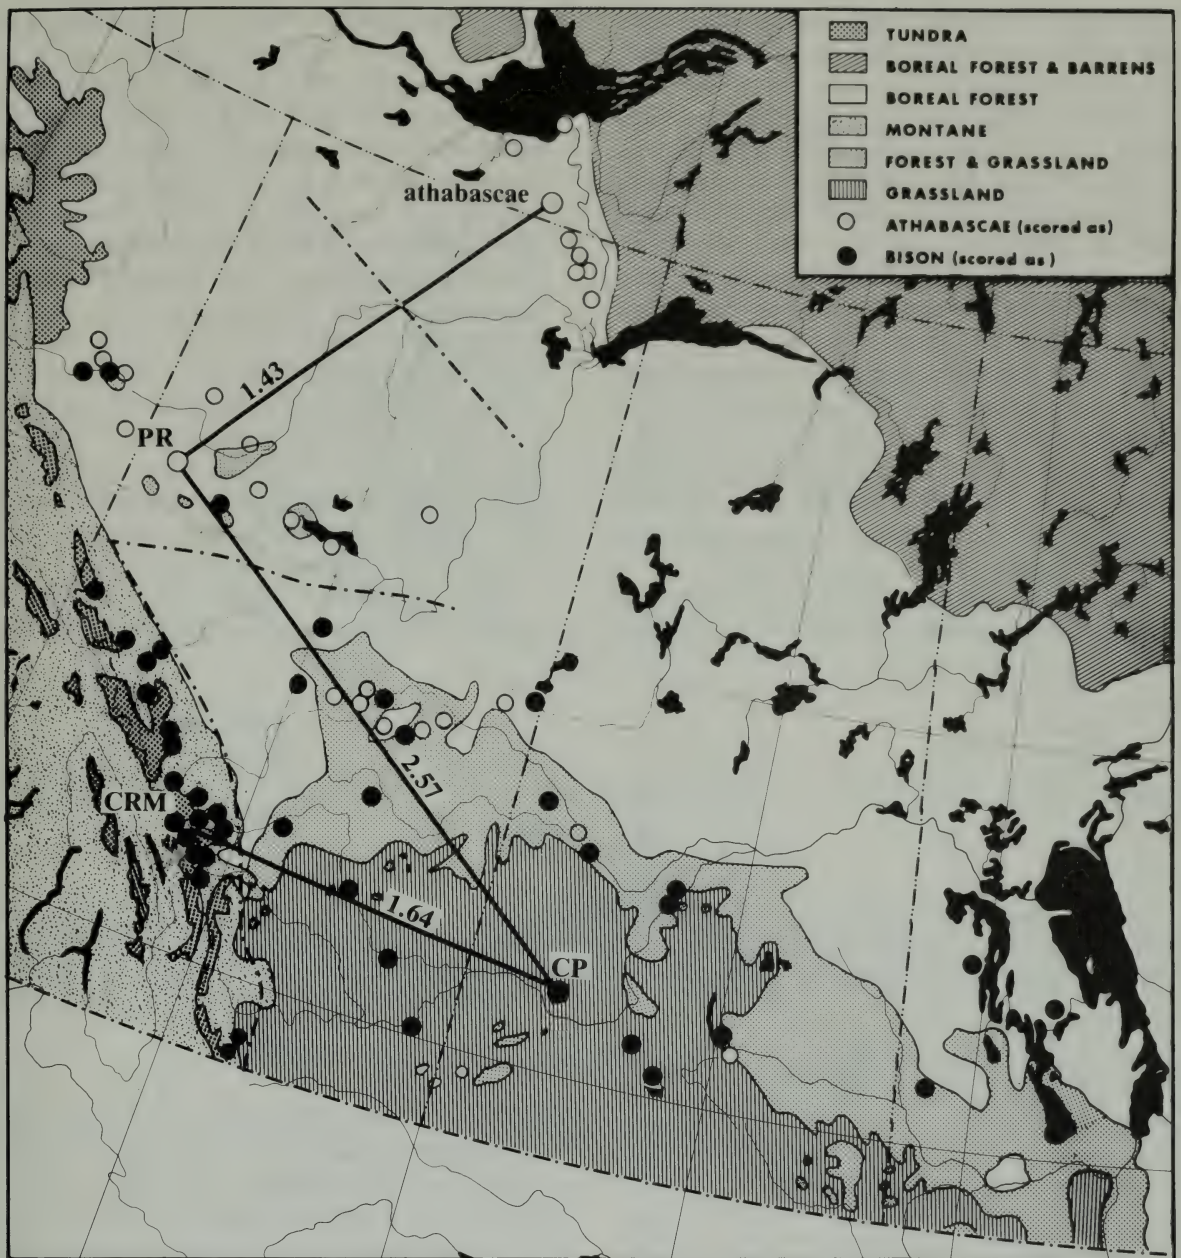 TUNDRA
BOREAL FOREST & BARRENS
BOREAL FOREST
MONTANE
FOREST & GRASSLAND
GRASSLAND
ATHABASCAE (scored as)
BISON (scored as)
athabascae
1.43
PR
2.57
CRM
1.64
CP